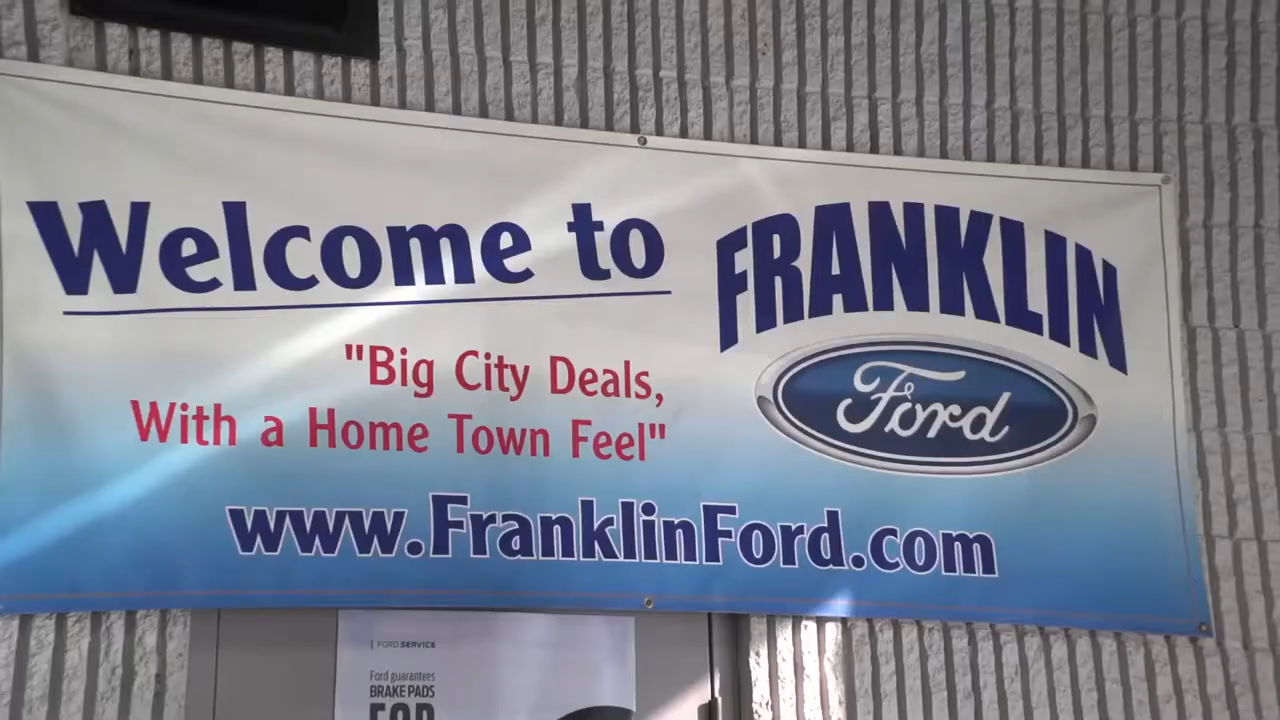 Welcome to
FRANKLIN
Ford
"Big City Deals,
With a Home Town Feel"
www.FranklinFord.com
| FORD SERVICE
Ford guarantees
BRAKE PADS
FOR